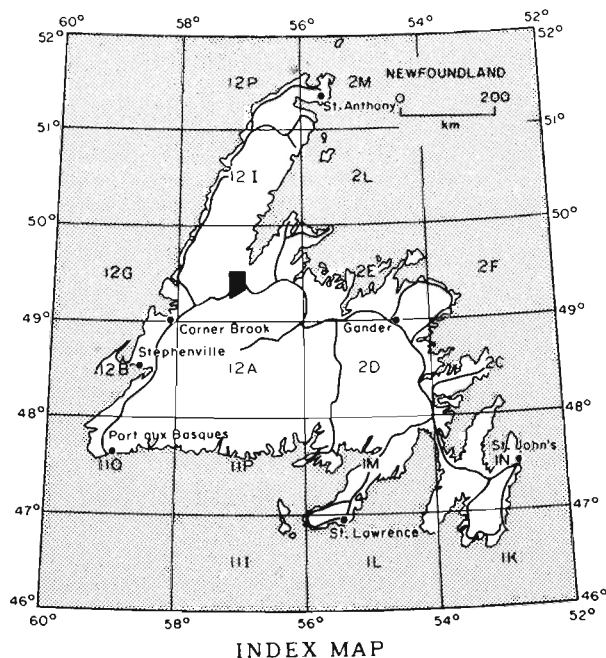 60° 58° 56° 54° 52°
52° 52°
12P 2M NEWFOUNDLAND
0 200
St. Anthony
km
51° 51°
12I 2L
50° 50°
12G 2E 2F
49° Corner Brook Gander 49°
Stephenville
12B 12A 2D 2C
48° 48°
Port aux Basques St. John's
11O 11P 1M 1N
47° 47°
St. Lawrence
11I 1L 1K
46° 46°
60° 58° 56° 54° 52°
INDEX MAP